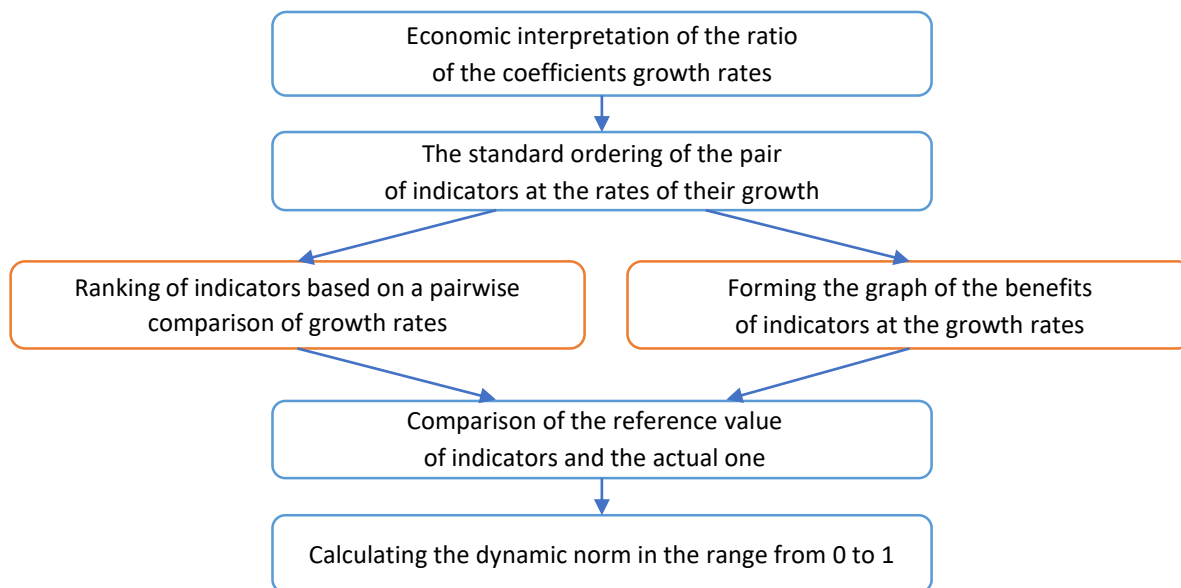 Economic interpretation of the ratio
of the coefficients growth rates
The standard ordering of the pair
of indicators at the rates of their growth
Ranking of indicators based on a pairwise
comparison of growth rates
Forming the graph of the benefits
of indicators at the growth rates
Comparison of the reference value
of indicators and the actual one
Calculating the dynamic norm in the range from 0 to 1